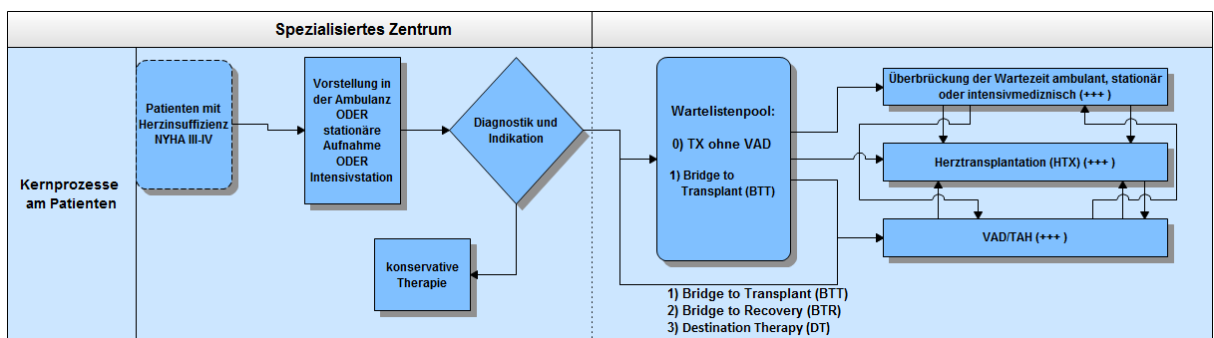 Spezialisiertes Zentrum
Kernprozesse
am Patienten
Patienten mit
Herzinsuffizienz
NYHA III-IV
Vorstellung in
der Ambulanz
ODER
stationäre
Aufnahme
ODER
Intensivstation
Diagnostik und
Indikation
konservative
Therapie
Wartelistenpool:
0) TX ohne VAD
1) Bridge to
Transplant (BTT)
1) Bridge to Transplant (BTT)
2) Bridge to Recovery (BTR)
3) Destination Therapy (DT)
Überbrückung der Wartezeit ambulant, stationär
oder intensivmediznisch (+++ )
Herztransplantation (HTX) (+++ )
VAD/TAH (+++ )